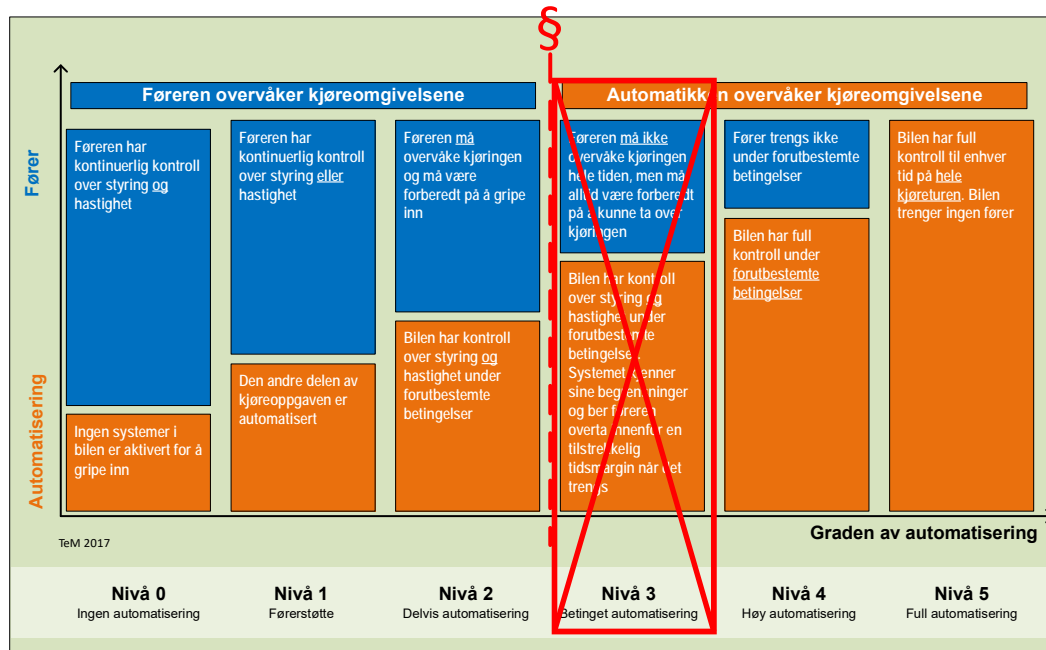 §
Føreren overvåker kjøreomgivelsene
Automatikken overvåker kjøreomgivelsene
Fører
Automatisering
Føreren har
kontinuerlig kontroll
over styring og
hastighet
Ingen systemer i
bilen er aktivert for å
gripe inn
Føreren har
kontinuerlig kontroll
over styring eller
hastighet
Den andre delen av
kjøreoppgaven er
automatisert
Føreren må
overvåke kjøringen
og må være
forberedt på å gripe
inn
Bilen har kontroll
over styring og
hastighet under
forutbestemte
betingelser
Føreren må ikke
overvåke kjøringen
hele tiden, men må
alltid være forberedt
på å kunne ta over
kjøringen
Bilen har kontroll
over styring og
hastighet under
forutbestemte
betingelser.
Systemet kjenner
sine begrensninger
og ber føreren
overta innenfor en
tilstrekkelig
tidsmargin når det
trengs
Fører trengs ikke
under forutbestemte
betingelser
Bilen har full
kontroll under
forutbestemte
betingelser
Bilen har full
kontroll til enhver
tid på hele
kjøreturen. Bilen
trenger ingen fører
Graden av automatisering
TeM 2017
Nivå 0
Ingen automatisering
Nivå 1
Førerstøtte
Nivå 2
Delvis automatisering
Nivå 3
Betinget automatisering
Nivå 4
Høy automatisering
Nivå 5
Full automatisering